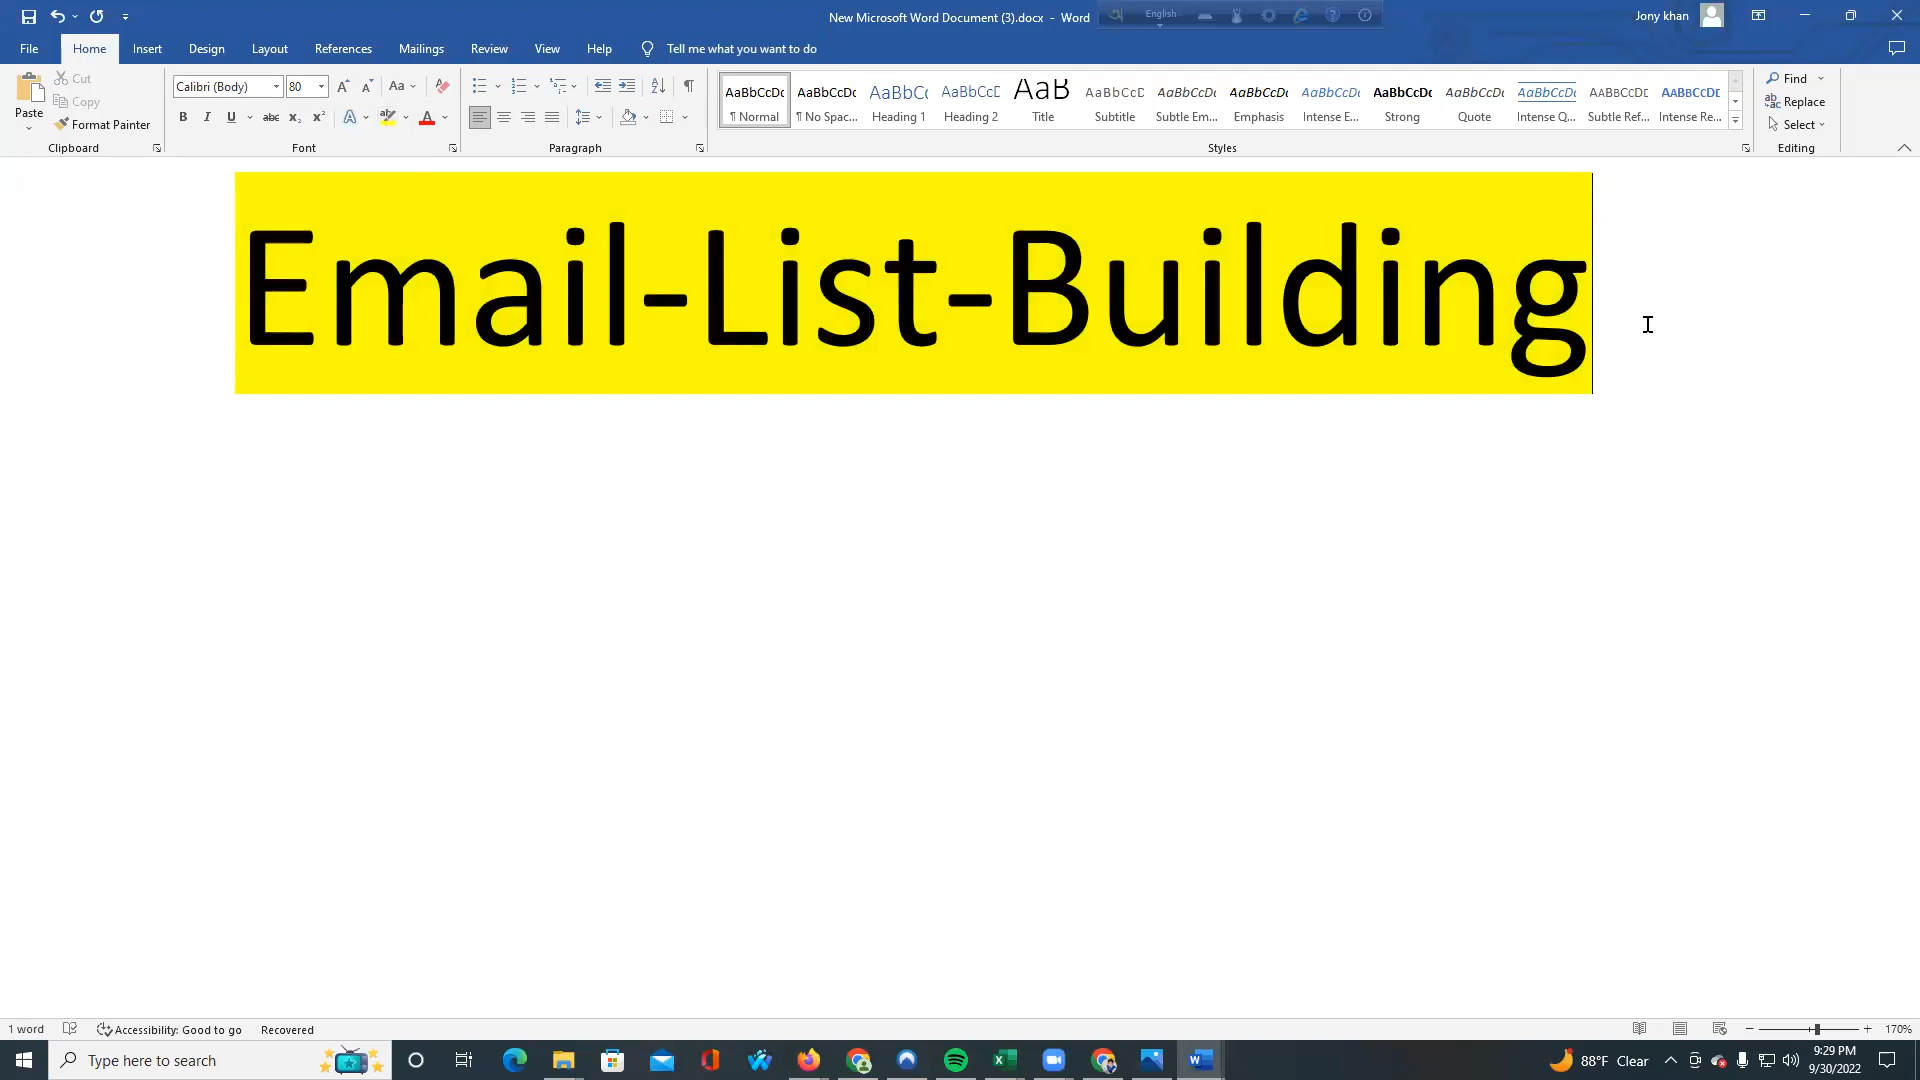 New Microsoft Word Document (3).docx - Word
English
Jony khan
File Home Insert Design Layout References Mailings Review View Help Tell me what you want to do
Paste
Cut
Copy
Format Painter
Clipboard
Calibri (Body) 80
Font
Paragraph
AaBbCcDc AaBbCcDc AaBbCc AaBbCcD AaB AaBbCcD AaBbCcDc AaBbCcDc AaBbCcDc AaBbCcDc AaBbCcDc AaBbCcDc AABBCCDE AABBCCDE
¶ Normal ¶ No Spac... Heading 1 Heading 2 Title Subtitle Subtle Em... Emphasis Intense E... Strong Quote Intense Q... Subtle Ref... Intense Re...
Styles
Find
Replace
Select
Editing
Email-List-Building
1 word Accessibility: Good to go Recovered 170%
Type here to search
88°F Clear
9:29 PM
9/30/2022